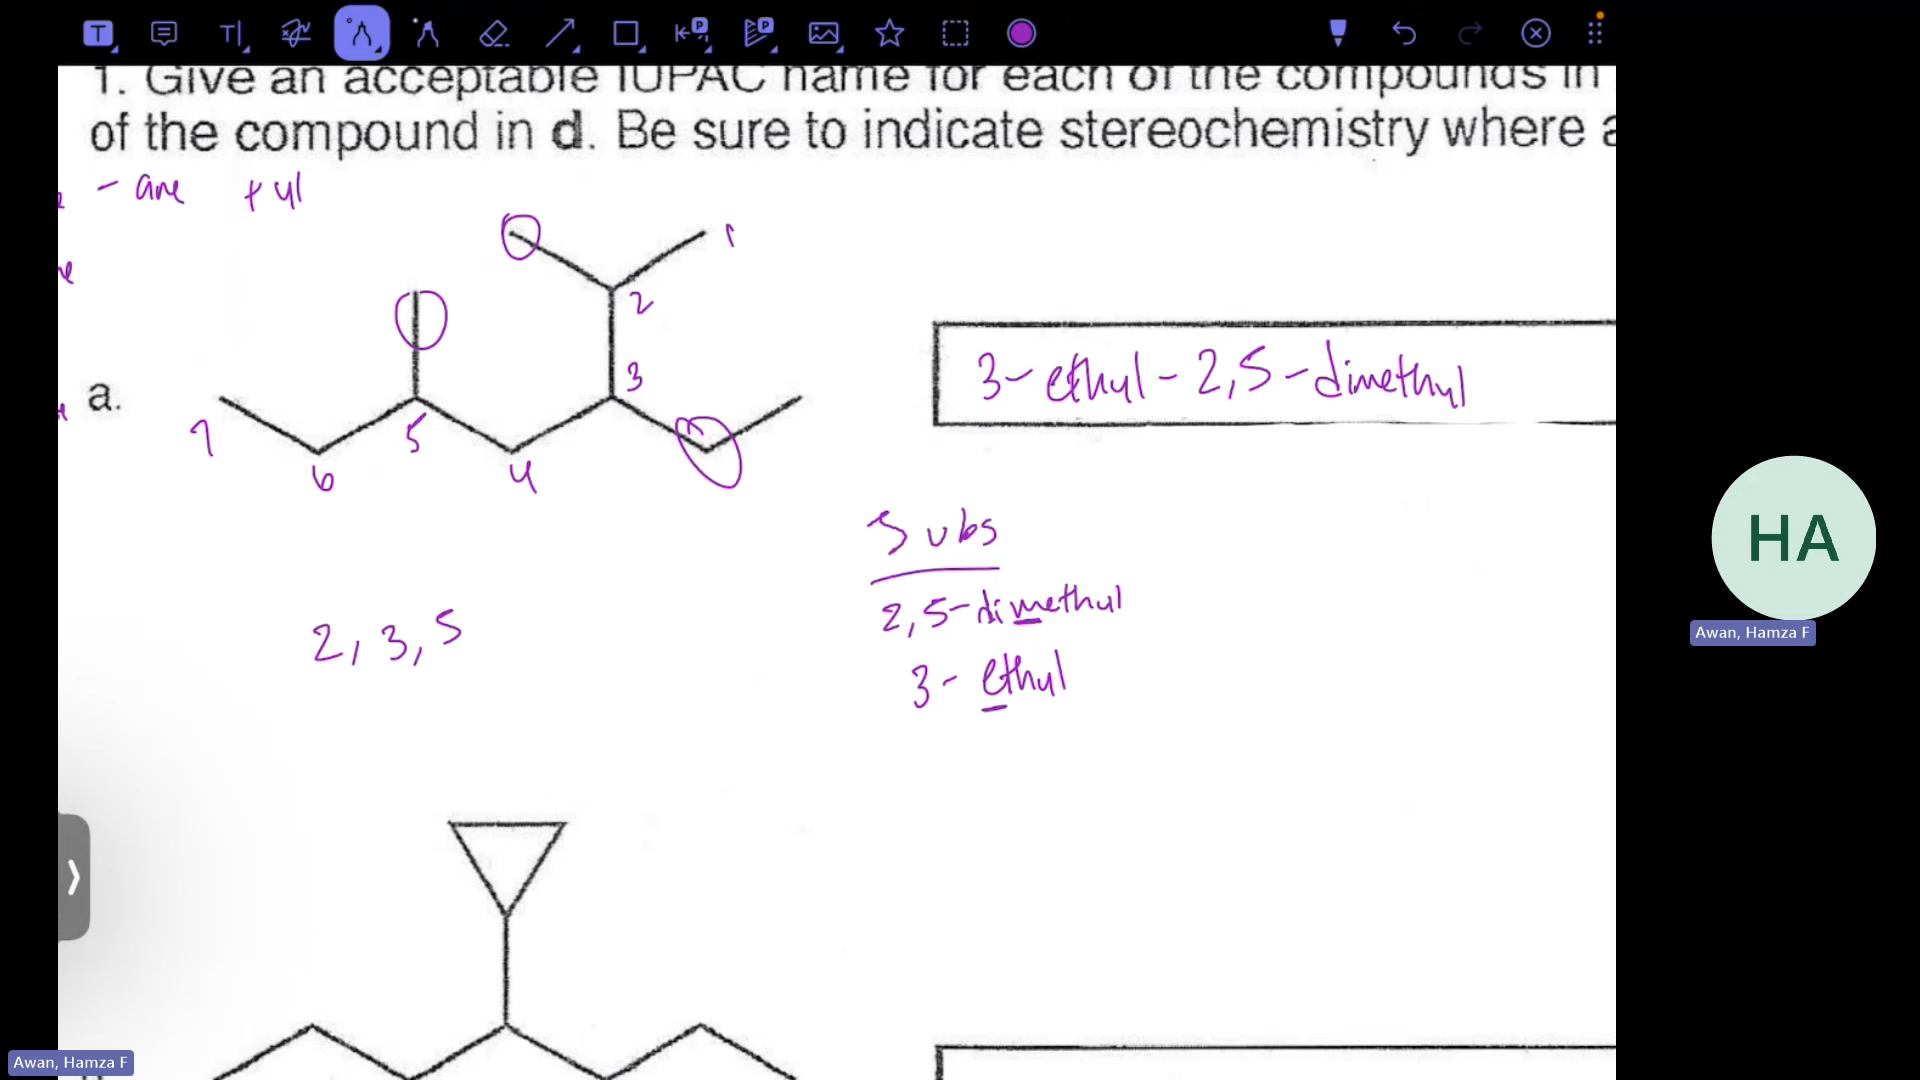 1. Give an acceptable IUPAC name for each of the compounds in
of the compound in d. Be sure to indicate stereochemistry where a
- ane + yl
1
2
3
a.
7
6
5
4
3-ethyl-2,5-dimethyl
Subs
2,5-dimethyl
3-ethyl
2, 3, 5
HA
Awan, Hamza F
Awan, Hamza F